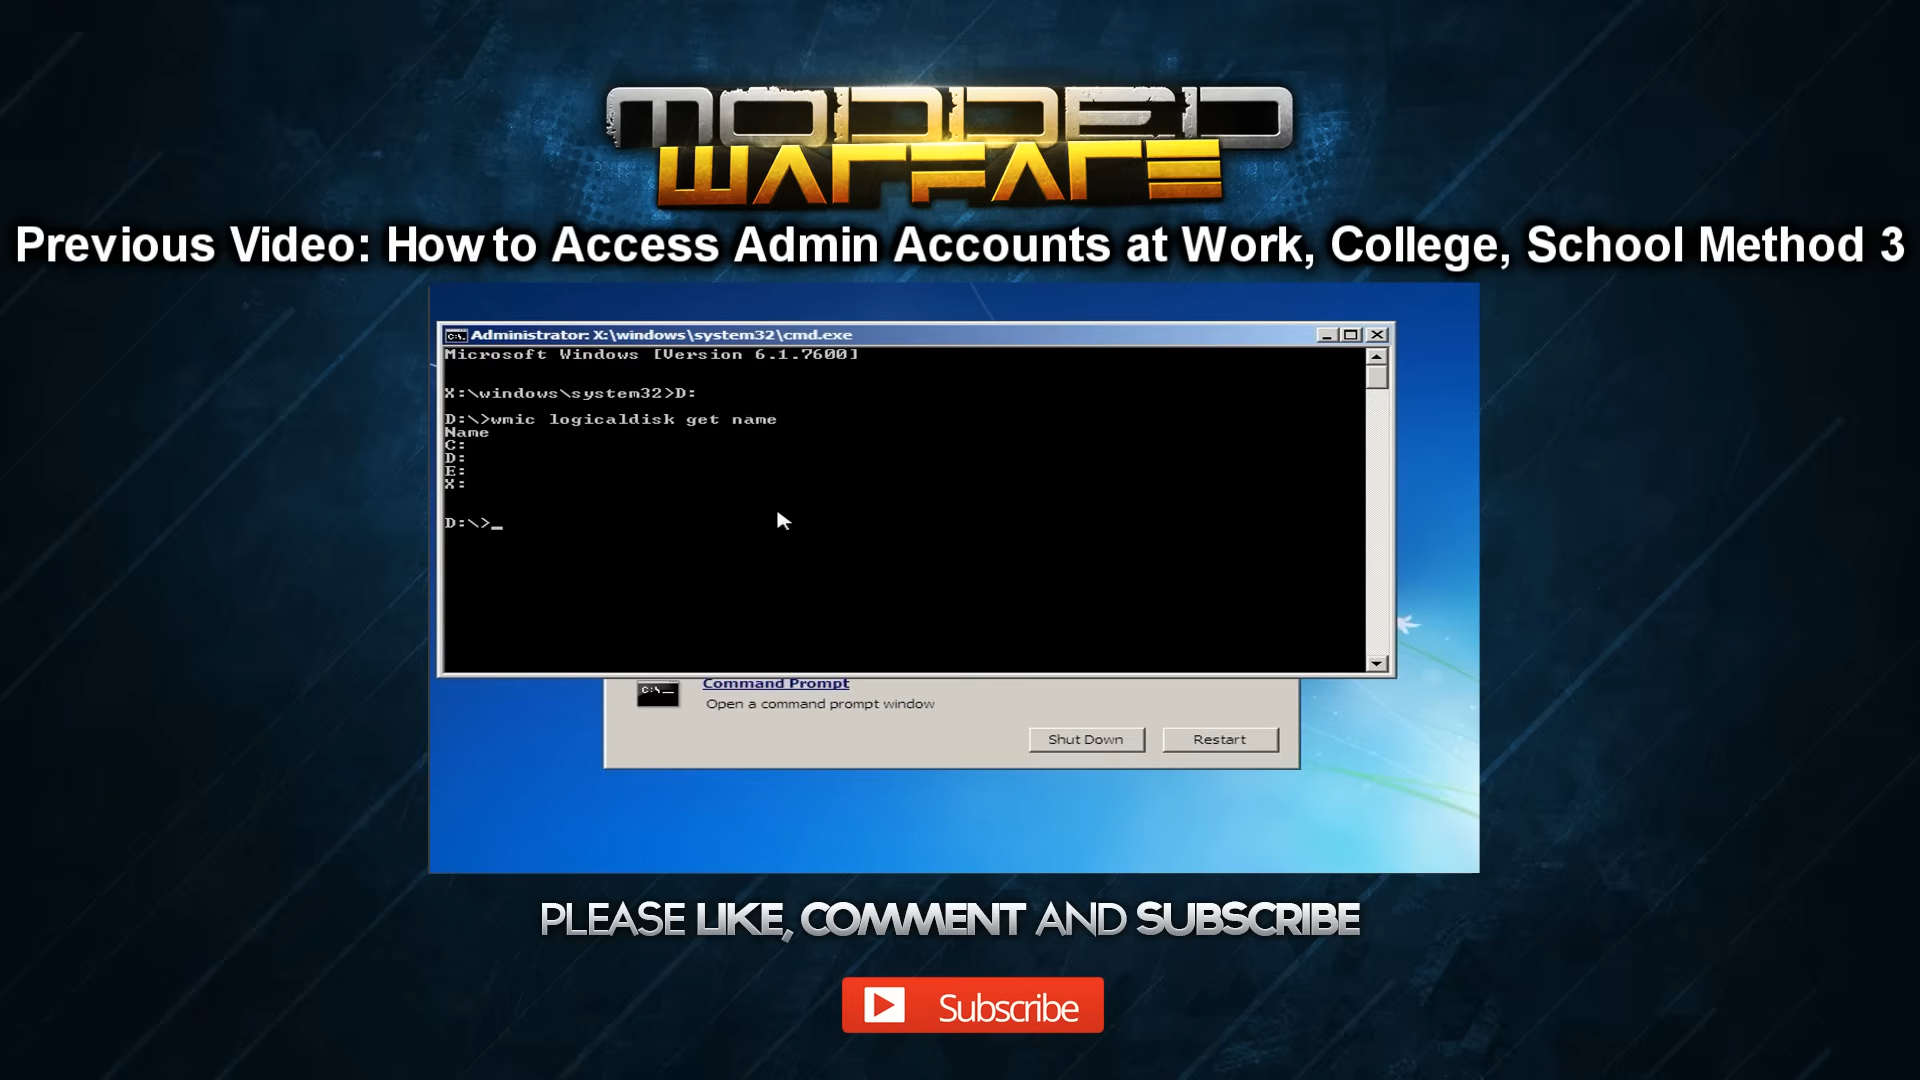 MODDED
WARFARE
Previous Video: How to Access Admin Accounts at Work, College, School Method 3
Administrator: X:\windows\system32\cmd.exe
Microsoft Windows [Version 6.1.7600]
X:\windows\system32>D:
D:\>wmic logicaldisk get name
Name
C:
D:
E:
X:
D:\>_
Command Prompt
Open a command prompt window
Shut Down
Restart
PLEASE LIKE, COMMENT AND SUBSCRIBE
Subscribe